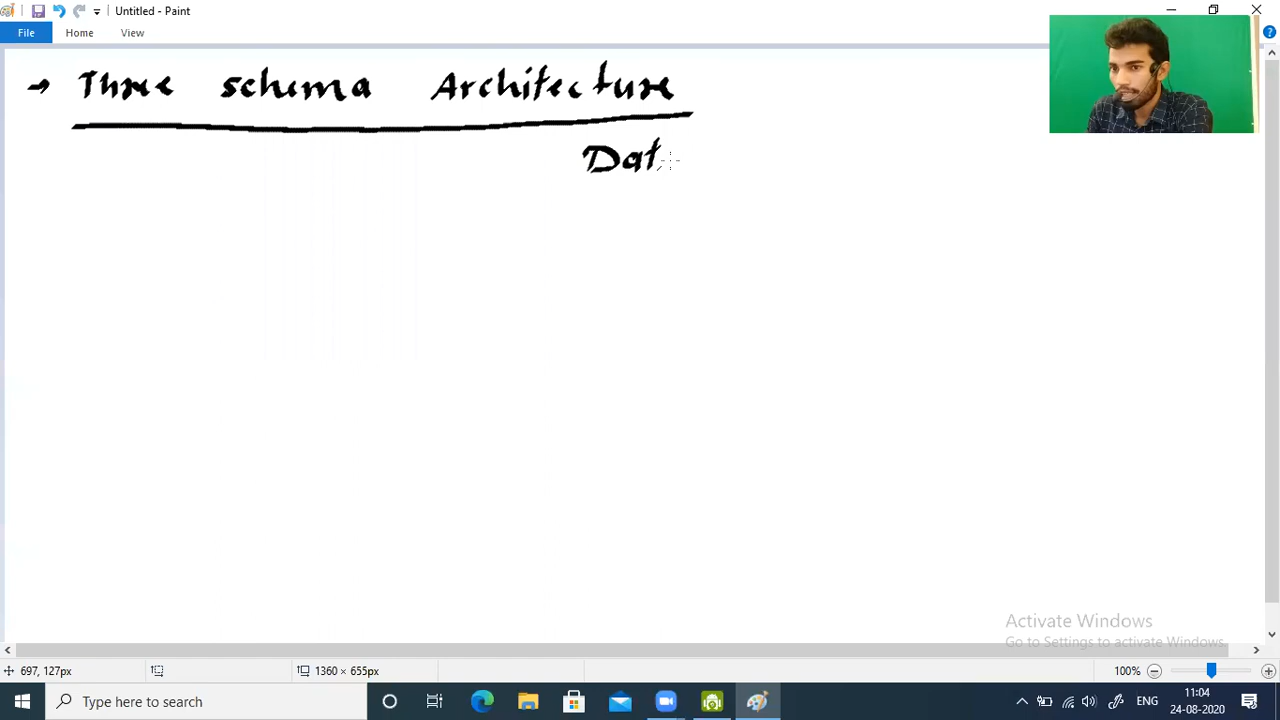 Untitled - Paint
File Home View
→ Three schema Architecture
Dat
Activate Windows
Go to Settings to activate Windows.
697, 127px 1360 × 655px 100%
Type here to search
ENG
11:04
24-08-2020